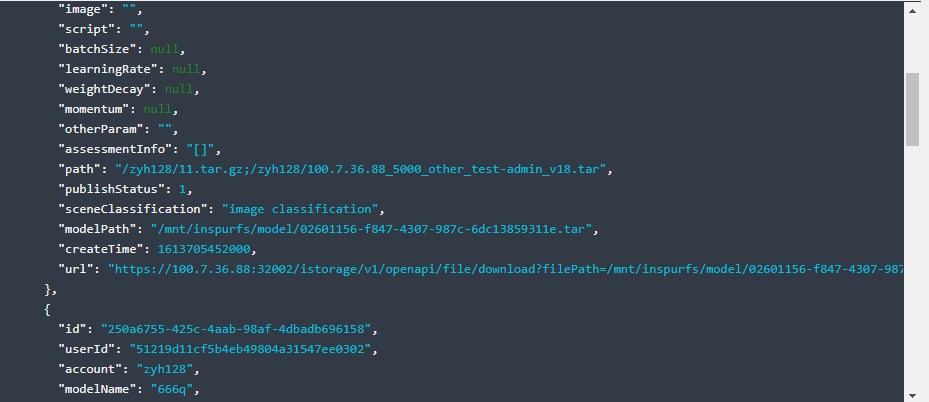 "image": "",
"script": "",
"batchSize": null,
"learningRate": null,
"weightDecay": null,
"momentum": null,
"otherParam": "",
"assessmentInfo": "[]",
"path": "/zyh128/11.tar.gz;/zyh128/100.7.36.88_5000_other_test-admin_v18.tar",
"publishStatus": 1,
"sceneClassification": "image classification",
"modelPath": "/mnt/inspurfs/model/02601156-f847-4307-987c-6dc13859311e.tar",
"createTime": 1613705452000,
"url": "https://100.7.36.88:32002/istorage/v1/openapi/file/download?filePath=/mnt/inspurfs/model/02601156-f847-4307-987
},
{
"id": "250a6755-425c-4aab-98af-4dbadb696158",
"userId": "51219d11cf5b4eb49804a31547ee0302",
"account": "zyh128",
"modelName": "666q",